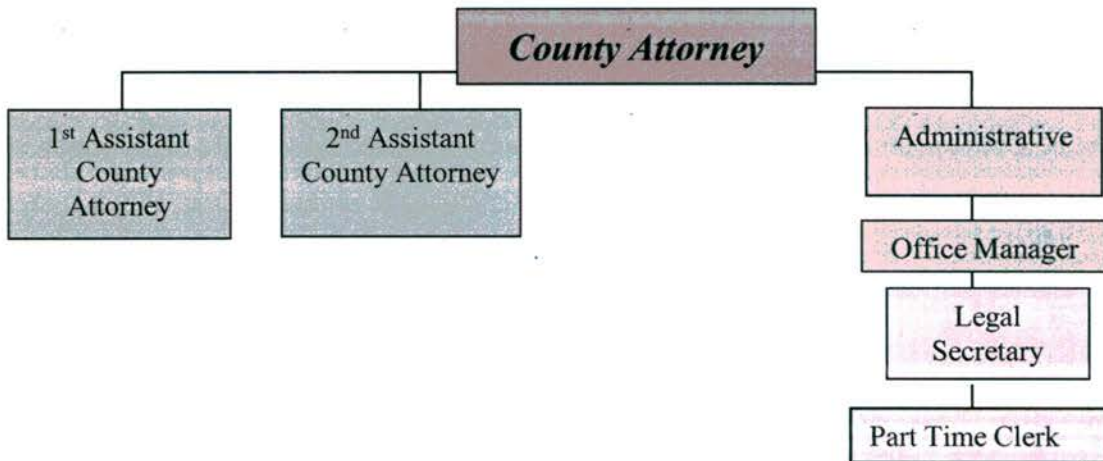 County Attorney
1st Assistant
County
Attorney
2nd Assistant
County Attorney
Administrative
Office Manager
Legal
Secretary
Part Time Clerk